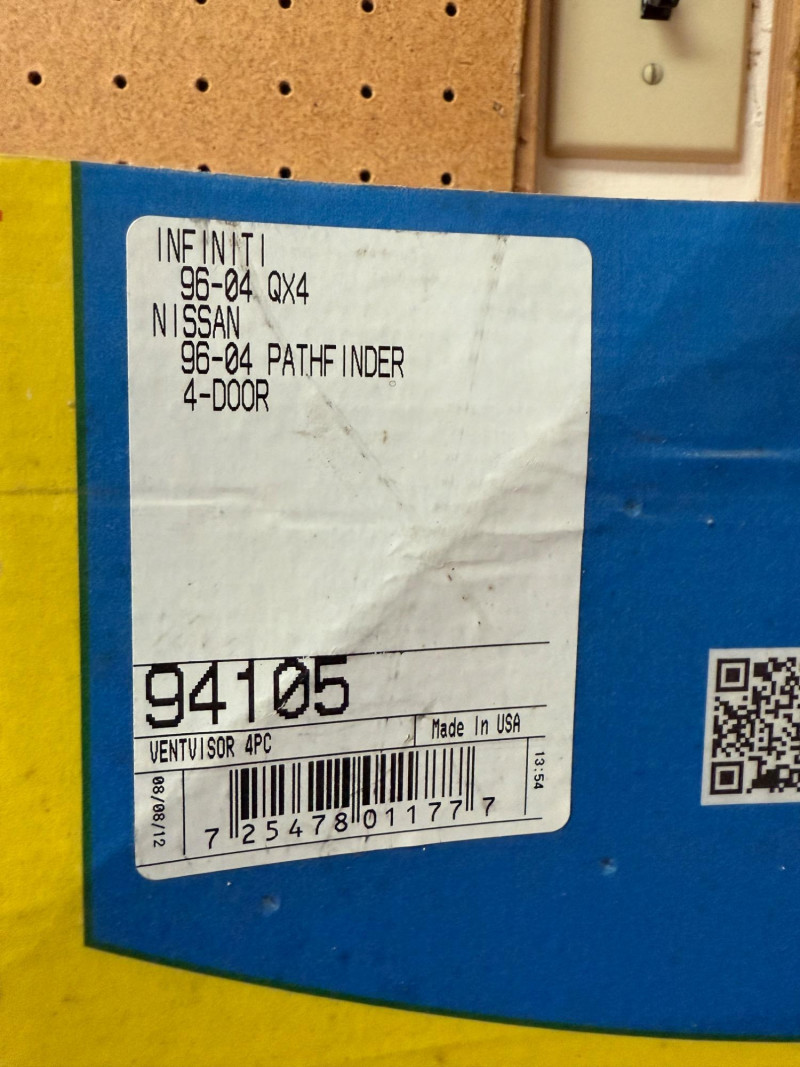 INFINITI
96-04 QX4
NISSAN
96-04 PATHFINDER
4-DOOR
94105
VENTVISOR 4PC
Made In USA
08/08/12
13:54
7 25478 01177 7